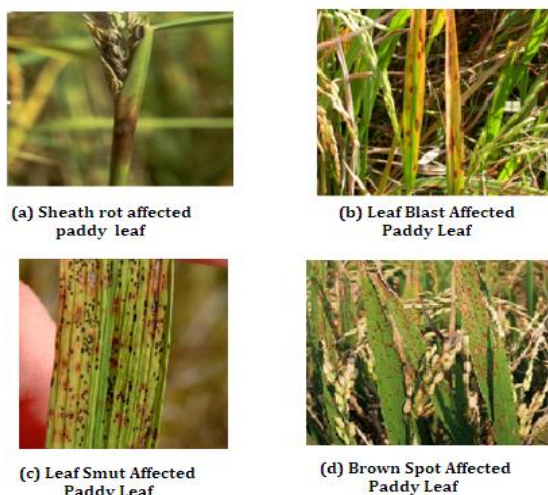 (a) Sheath rot affected
paddy leaf
(b) Leaf Blast Affected
Paddy Leaf
(c) Leaf Smut Affected
Paddy Leaf
(d) Brown Spot Affected
Paddy Leaf